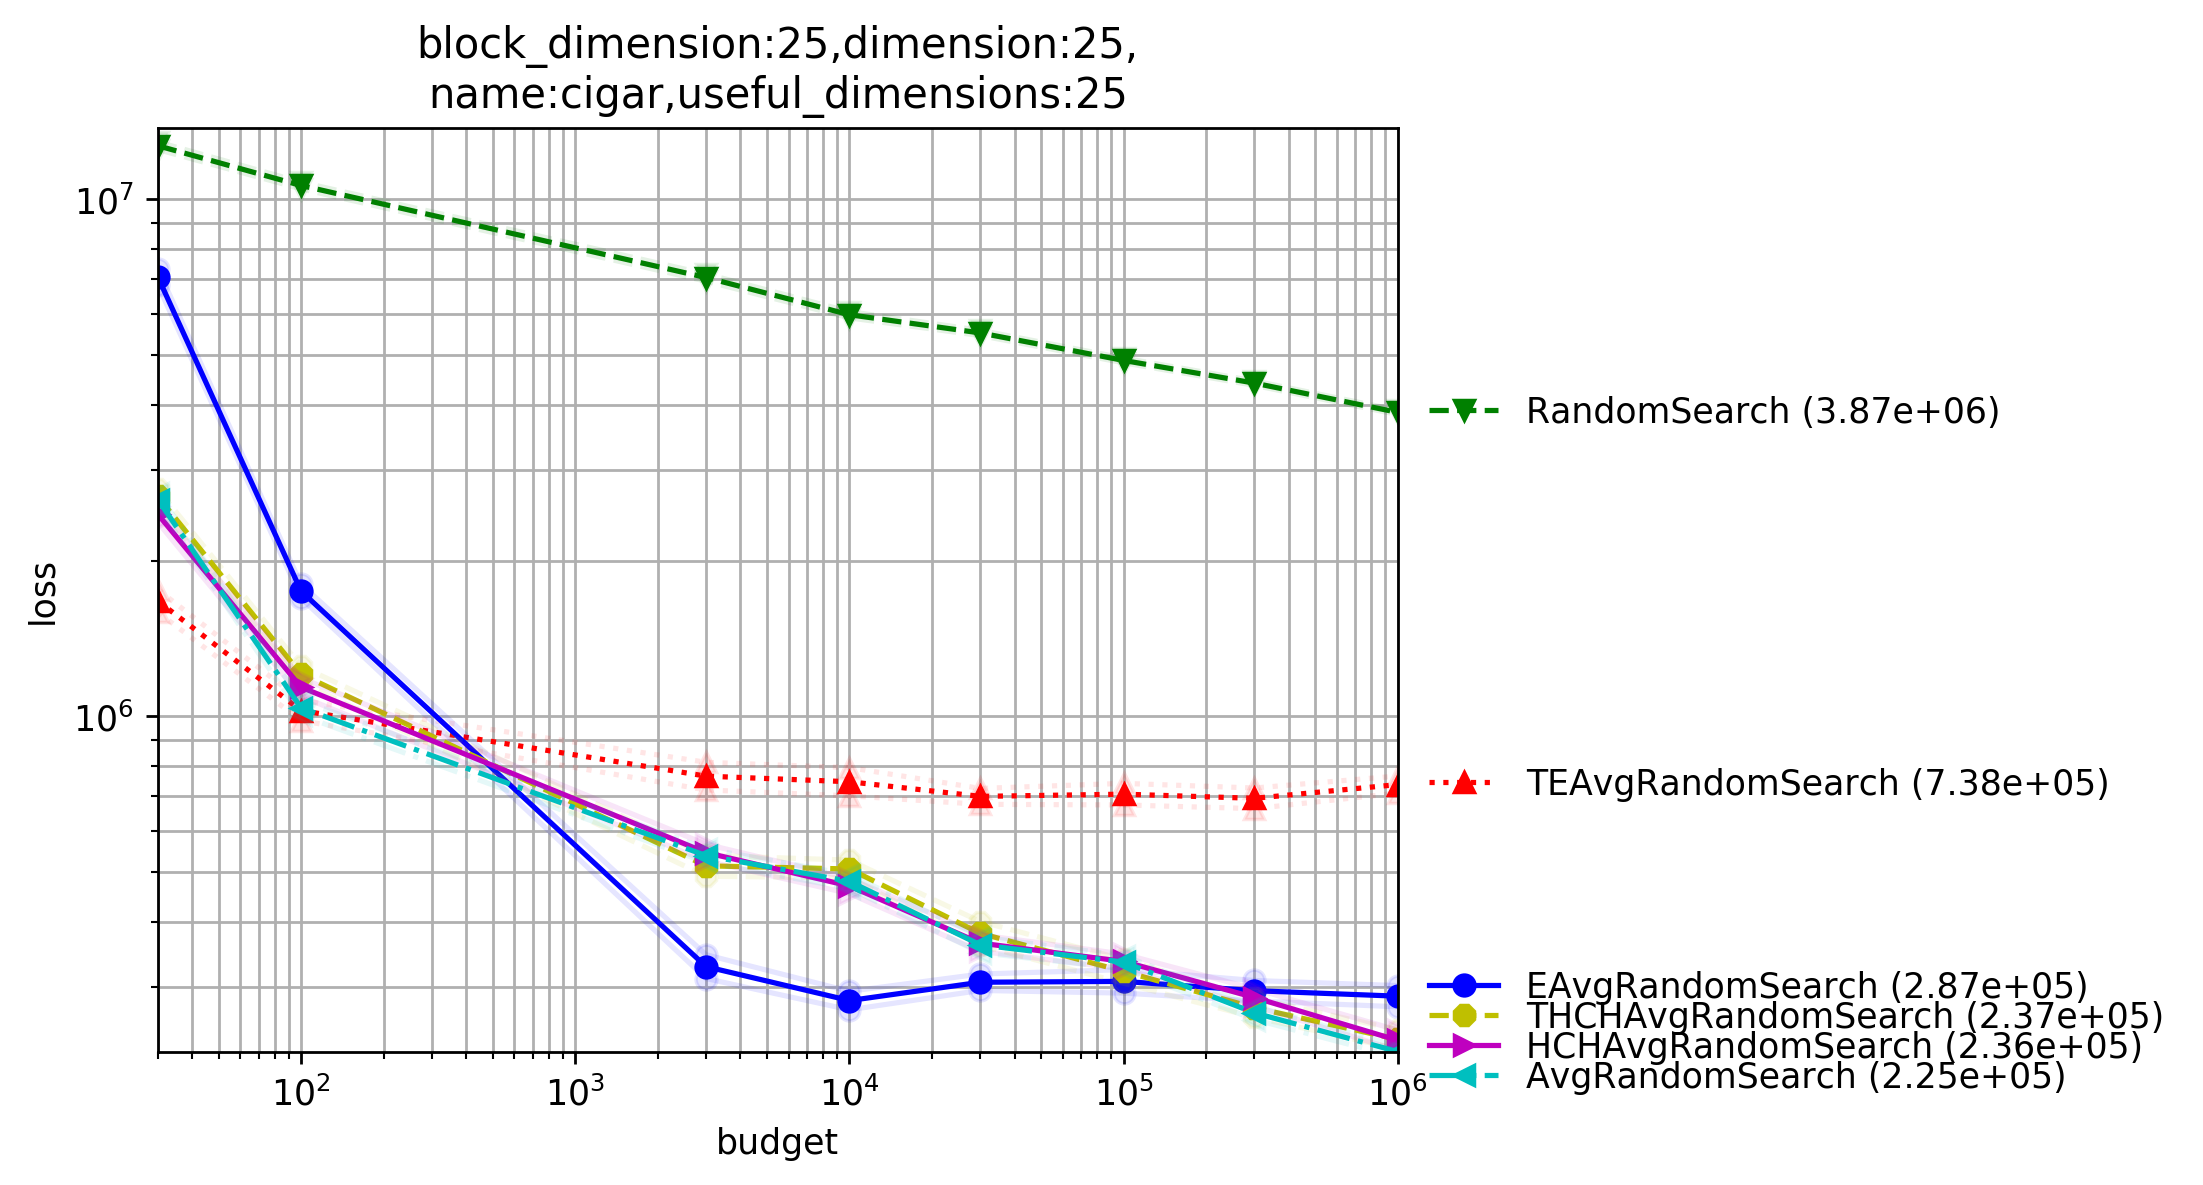 block_dimension:25,dimension:25,
name:cigar,useful_dimensions:25
10^7
10^6
loss
10^2
10^3
10^4
10^5
10^6
budget
RandomSearch (3.87e+06)
TEAvgRandomSearch (7.38e+05)
EAvgRandomSearch (2.87e+05)
THCHAvgRandomSearch (2.37e+05)
HCHAvgRandomSearch (2.36e+05)
AvgRandomSearch (2.25e+05)